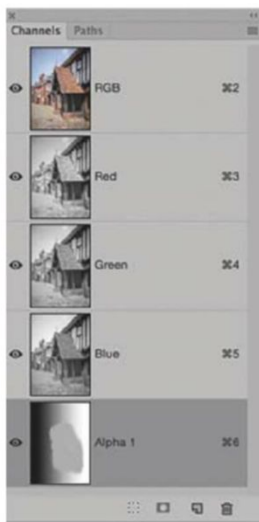 Channels Paths
RGB ⌘2
Red ⌘3
Green ⌘4
Blue ⌘5
Alpha 1 ⌘6